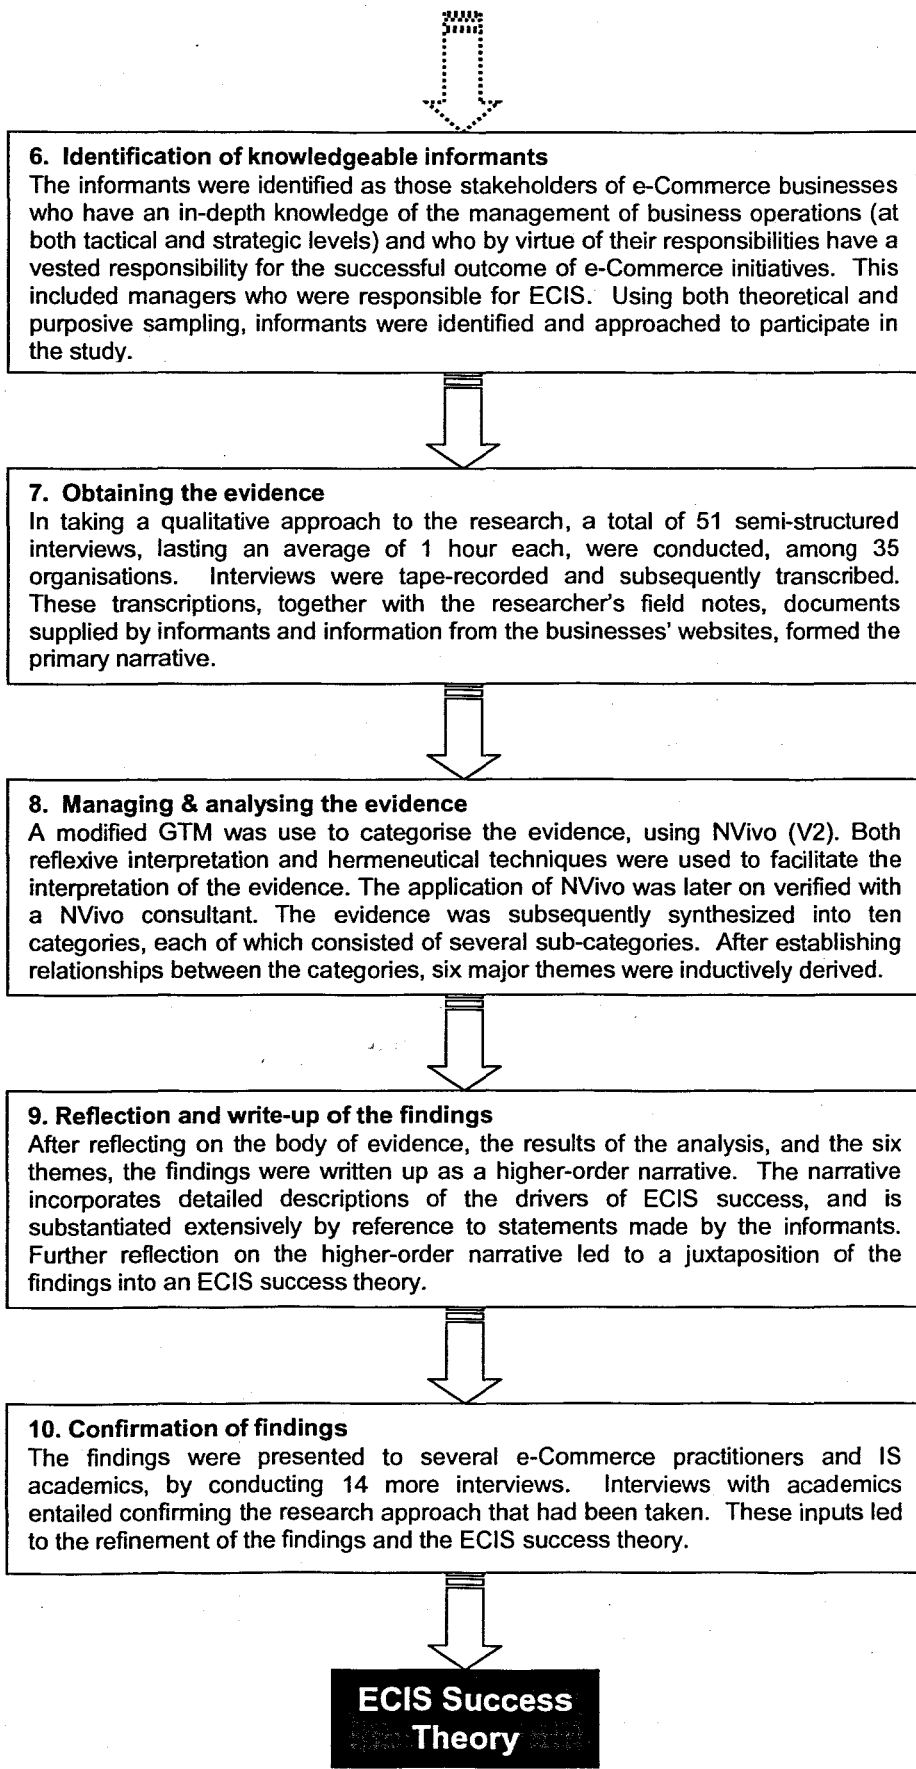 6. Identification of knowledgeable informants
The informants were identified as those stakeholders of e-Commerce businesses
who have an in-depth knowledge of the management of business operations (at
both tactical and strategic levels) and who by virtue of their responsibilities have a
vested responsibility for the successful outcome of e-Commerce initiatives. This
included managers who were responsible for ECIS. Using both theoretical and
purposive sampling, informants were identified and approached to participate in
the study.
7. Obtaining the evidence
In taking a qualitative approach to the research, a total of 51 semi-structured
interviews, lasting an average of 1 hour each, were conducted, among 35
organisations. Interviews were tape-recorded and subsequently transcribed.
These transcriptions, together with the researcher's field notes, documents
supplied by informants and information from the businesses' websites, formed the
primary narrative.
8. Managing & analysing the evidence
A modified GTM was use to categorise the evidence, using NVivo (V2). Both
reflexive interpretation and hermeneutical techniques were used to facilitate the
interpretation of the evidence. The application of NVivo was later on verified with
a NVivo consultant. The evidence was subsequently synthesized into ten
categories, each of which consisted of several sub-categories. After establishing
relationships between the categories, six major themes were inductively derived.
9. Reflection and write-up of the findings
After reflecting on the body of evidence, the results of the analysis, and the six
themes, the findings were written up as a higher-order narrative. The narrative
incorporates detailed descriptions of the drivers of ECIS success, and is
substantiated extensively by reference to statements made by the informants.
Further reflection on the higher-order narrative led to a juxtaposition of the
findings into an ECIS success theory.
10. Confirmation of findings
The findings were presented to several e-Commerce practitioners and IS
academics, by conducting 14 more interviews. Interviews with academics
entailed confirming the research approach that had been taken. These inputs led
to the refinement of the findings and the ECIS success theory.
ECIS Success
Theory